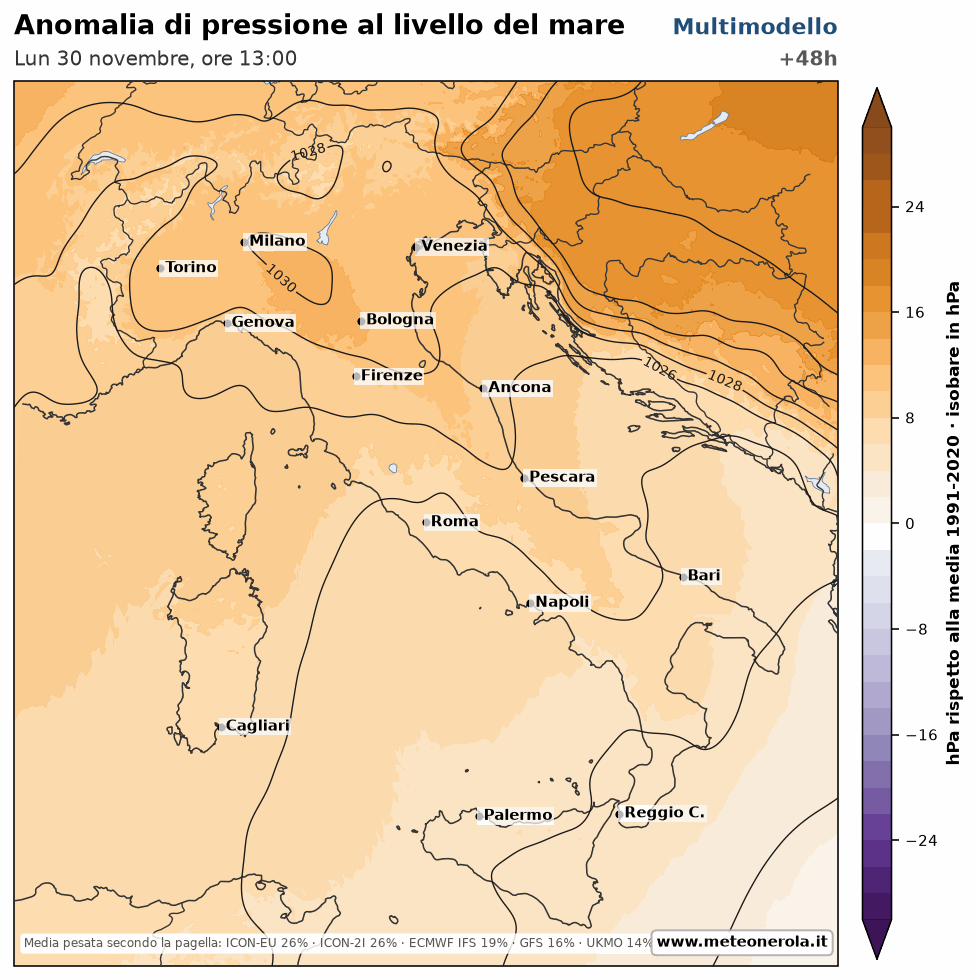 Anomalia di pressione al livello del mare
Multimodello
Lun 30 novembre, ore 13:00
+48h
1028
Milano
Venezia
Torino
1030
Genova
Bologna
Firenze
Ancona
1026
1028
Pescara
Roma
Bari
Napoli
Cagliari
Palermo
Reggio C.
24
16
8
0
−8
−16
−24
hPa rispetto alla media 1991-2020 · isobare in hPa
Media pesata secondo la pagella: ICON-EU 26% · ICON-2I 26% · ECMWF IFS 19% · GFS 16% · UKMO 14%
www.meteonerola.it